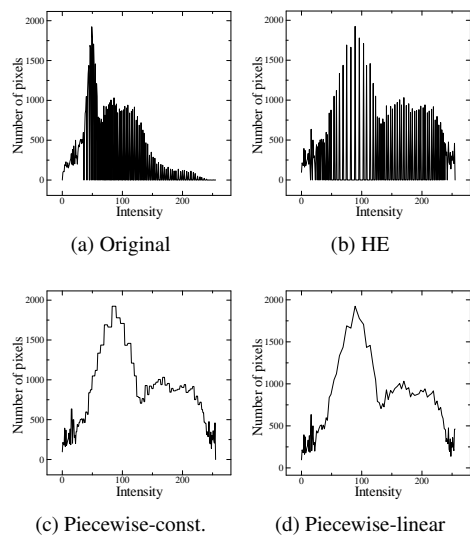 Number of pixels
2000
1500
1000
500
0
0
100
200
Intensity
(a) Original
Number of pixels
2000
1500
1000
500
0
0
100
200
Intensity
(b) HE
Number of pixels
2000
1500
1000
500
0
0
100
200
Intensity
(c) Piecewise-const.
Number of pixels
2000
1500
1000
500
0
0
100
200
Intensity
(d) Piecewise-linear